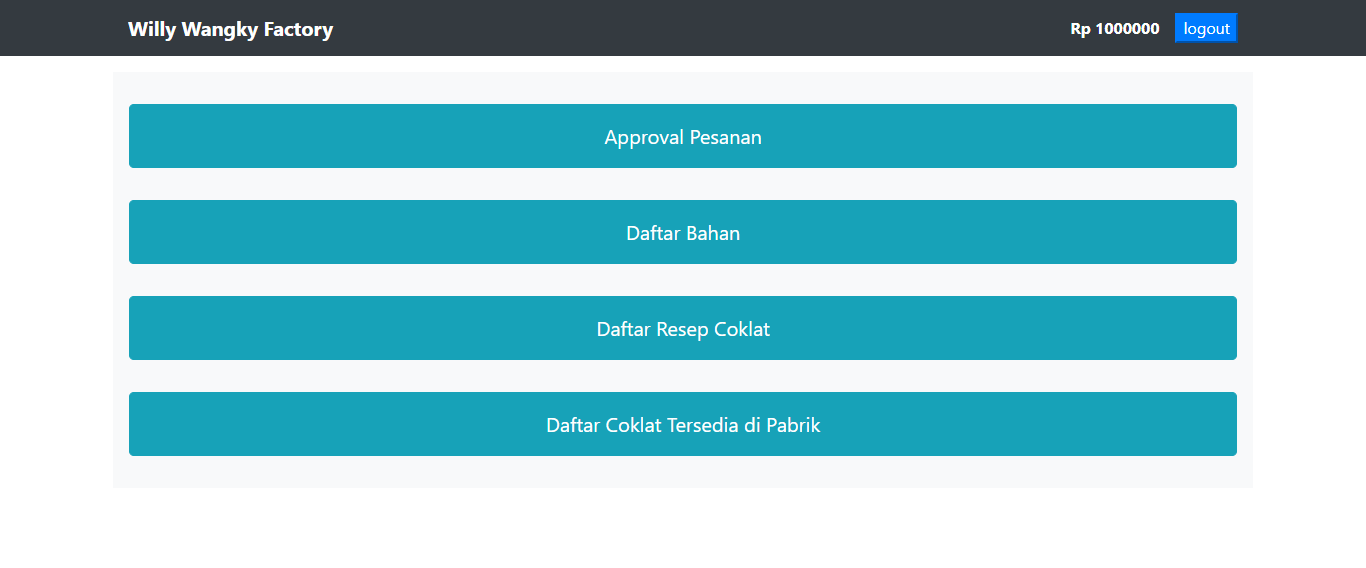 Willy Wangky Factory
Rp 1000000 logout
Approval Pesanan
Daftar Bahan
Daftar Resep Coklat
Daftar Coklat Tersedia di Pabrik